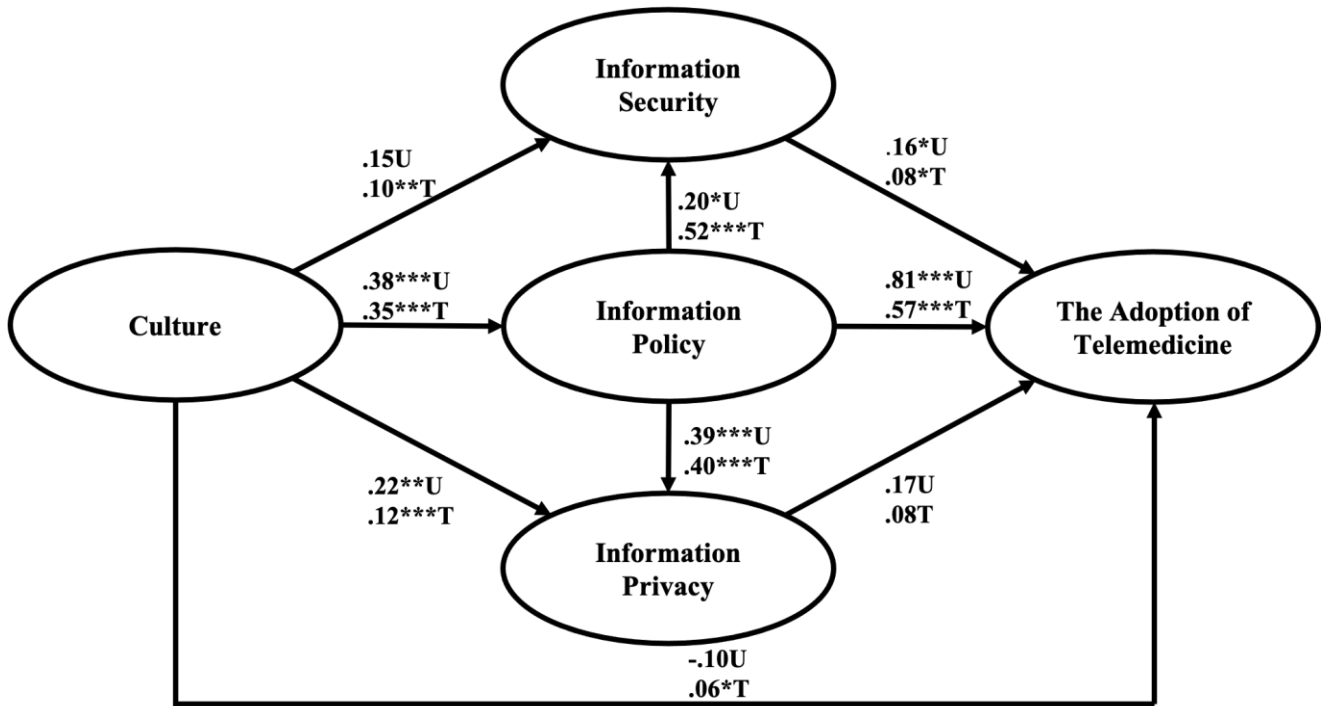 Information
Security
.15U
.10**T
.16*U
.08*T
.20*U
.52***T
Culture
.38***U
.35***T
Information
Policy
.81***U
.57***T
The Adoption of
Telemedicine
.39***U
.40***T
.22**U
.12***T
.17U
.08T
Information
Privacy
-.10U
.06*T